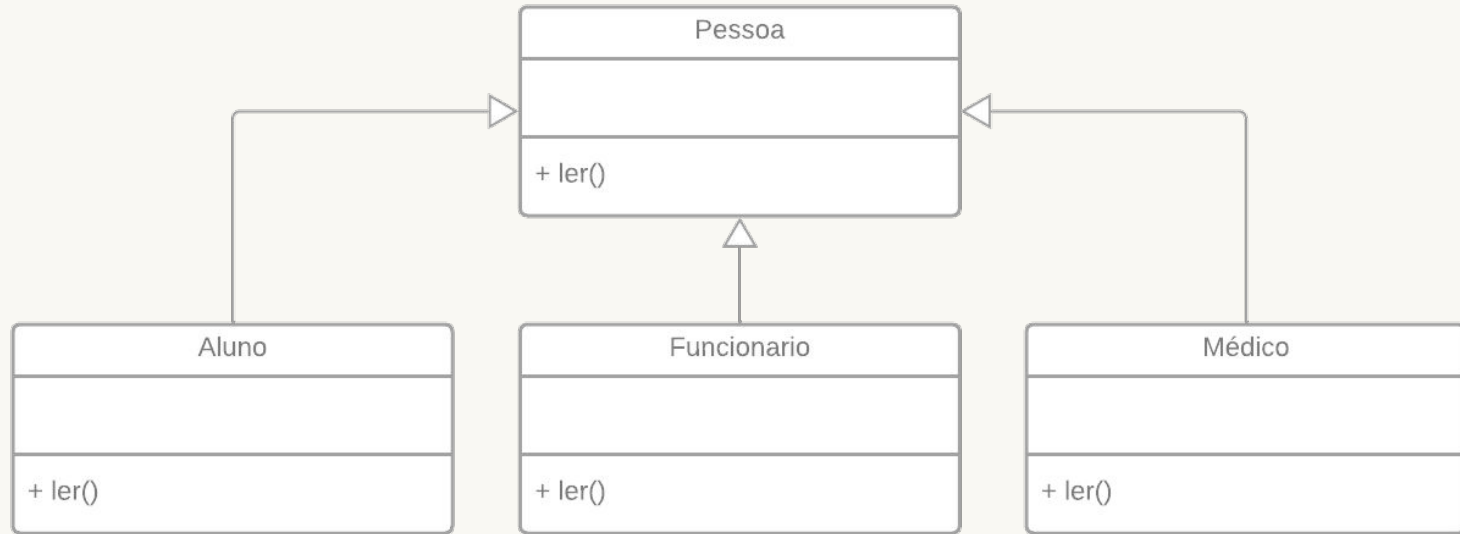 Pessoa
+ ler()
Aluno
+ ler()
Funcionario
+ ler()
Médico
+ ler()